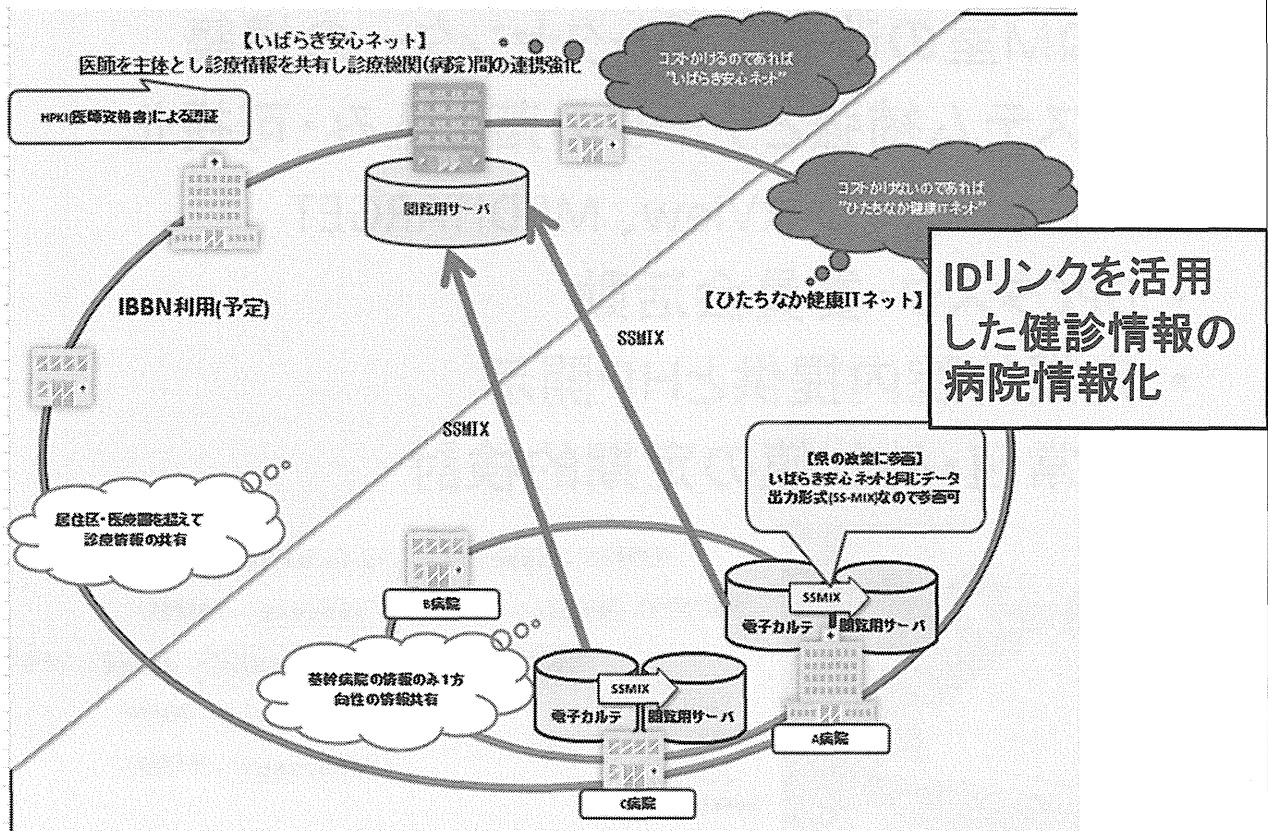 【いばらき安心ネット】
医師を主体とし診療情報を共有し診療機関(病院)間の連携強化
コストかけるのであれば
"いばらき安心ネット"
HPKI(医師資格書)による認証
閲覧用サーバ
コストかけないのであれば
"ひたちなか健康ITネット"
【ひたちなか健康ITネット】
IDリンクを活用
した健診情報の
病院情報化
IBBN利用(予定)
SSMIX
SSMIX
【県の政策に参画】
いばらき安心ネットと同じデータ
出力形式(SS-MIX)なので参画可
居住区・医療圏を超えて
診療情報の共有
B病院
SSMIX
電子カルテ
閲覧用サーバ
基幹病院の情報のみ1方
向性の情報共有
SSMIX
電子カルテ
閲覧用サーバ
A病院
C病院